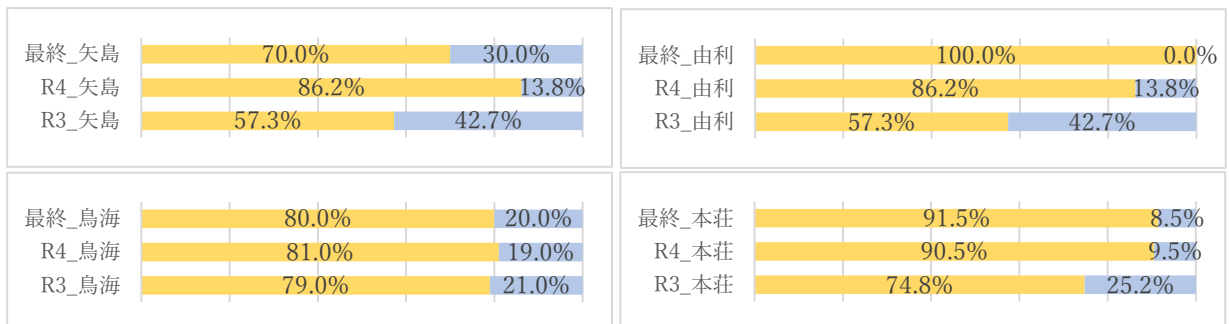 最終_矢島 70.0% 30.0%
R4_矢島 86.2% 13.8%
R3_矢島 57.3% 42.7%
最終_由利 100.0% 0.0%
R4_由利 86.2% 13.8%
R3_由利 57.3% 42.7%
最終_鳥海 80.0% 20.0%
R4_鳥海 81.0% 19.0%
R3_鳥海 79.0% 21.0%
最終_本荘 91.5% 8.5%
R4_本荘 90.5% 9.5%
R3_本荘 74.8% 25.2%